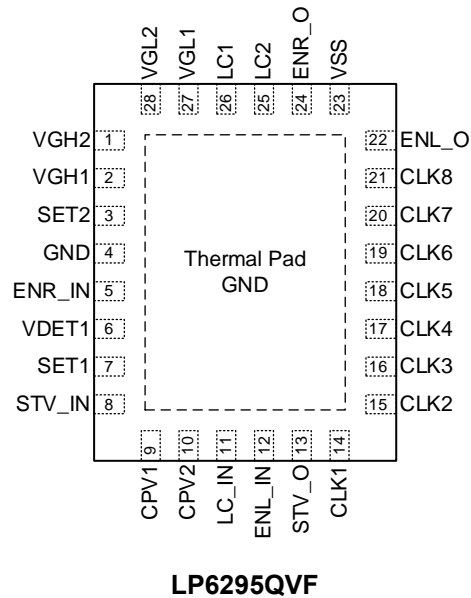 VGL2
VGL1
LC1
LC2
ENR_O
VSS
28
27
26
25
24
23
VGH2 1
VGH1 2
SET2 3
GND 4
ENR_IN 5
VDET1 6
SET1 7
STV_IN 8
Thermal Pad
GND
22 ENL_O
21 CLK8
20 CLK7
19 CLK6
18 CLK5
17 CLK4
16 CLK3
15 CLK2
9
10
11
12
13
14
CPV1
CPV2
LC_IN
ENL_IN
STV_O
CLK1
LP6295QVF